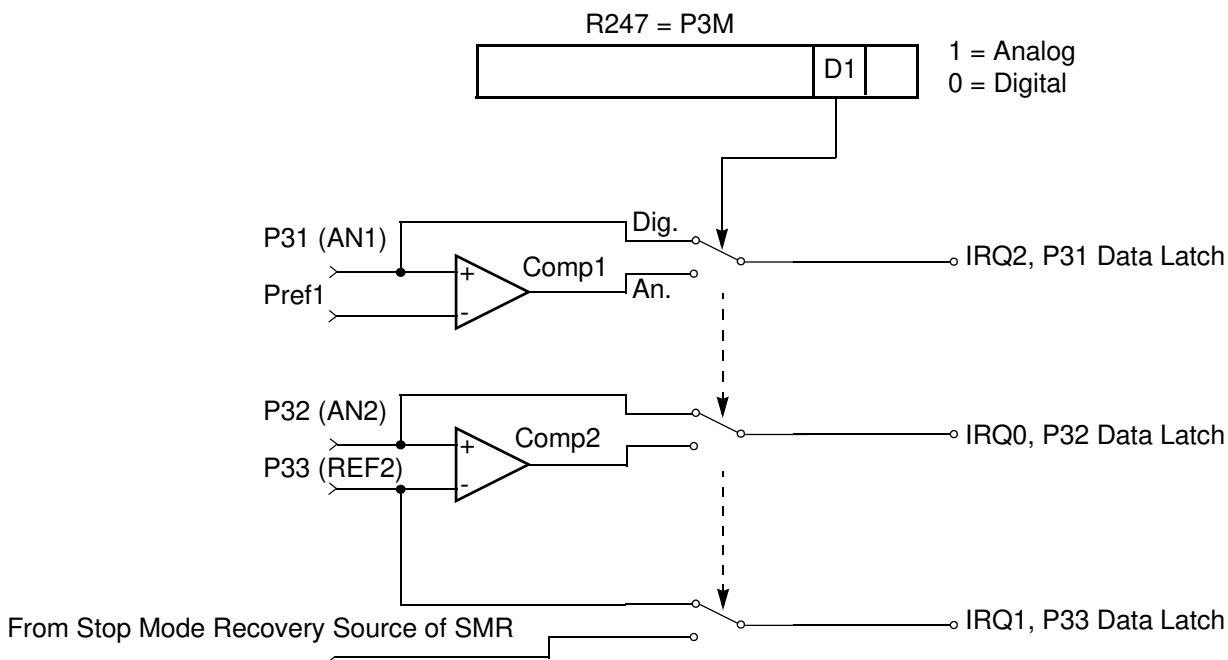 R247 = P3M
D1
1 = Analog
0 = Digital
Dig.
P31 (AN1)
+
Comp1
IRQ2, P31 Data Latch
Pref1
-
An.
P32 (AN2)
+
Comp2
IRQ0, P32 Data Latch
P33 (REF2)
-
From Stop Mode Recovery Source of SMR
IRQ1, P33 Data Latch